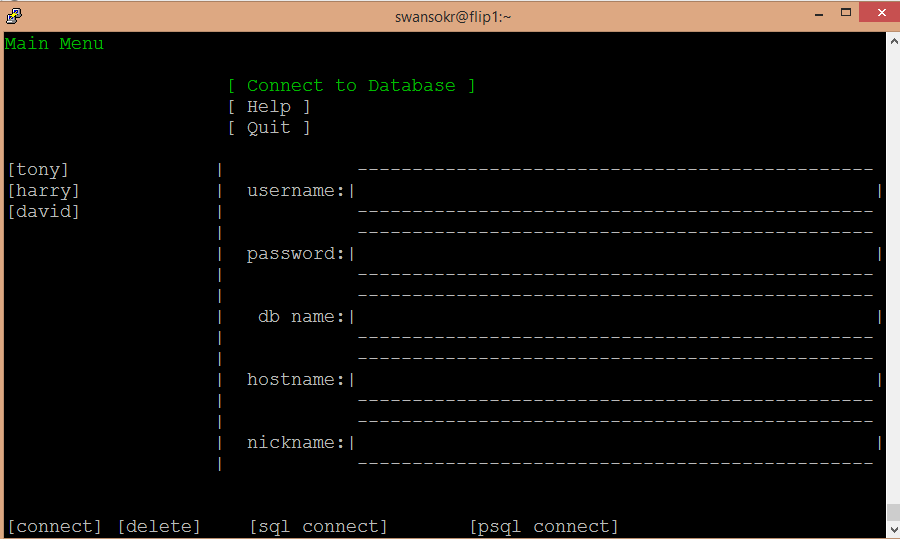 swansokr@flip1:~
Main Menu
[ Connect to Database ]
[ Help ]
[ Quit ]
[tony]
[harry]
[david]
username:
password:
db name:
hostname:
nickname:
[connect] [delete] [sql connect] [psql connect]